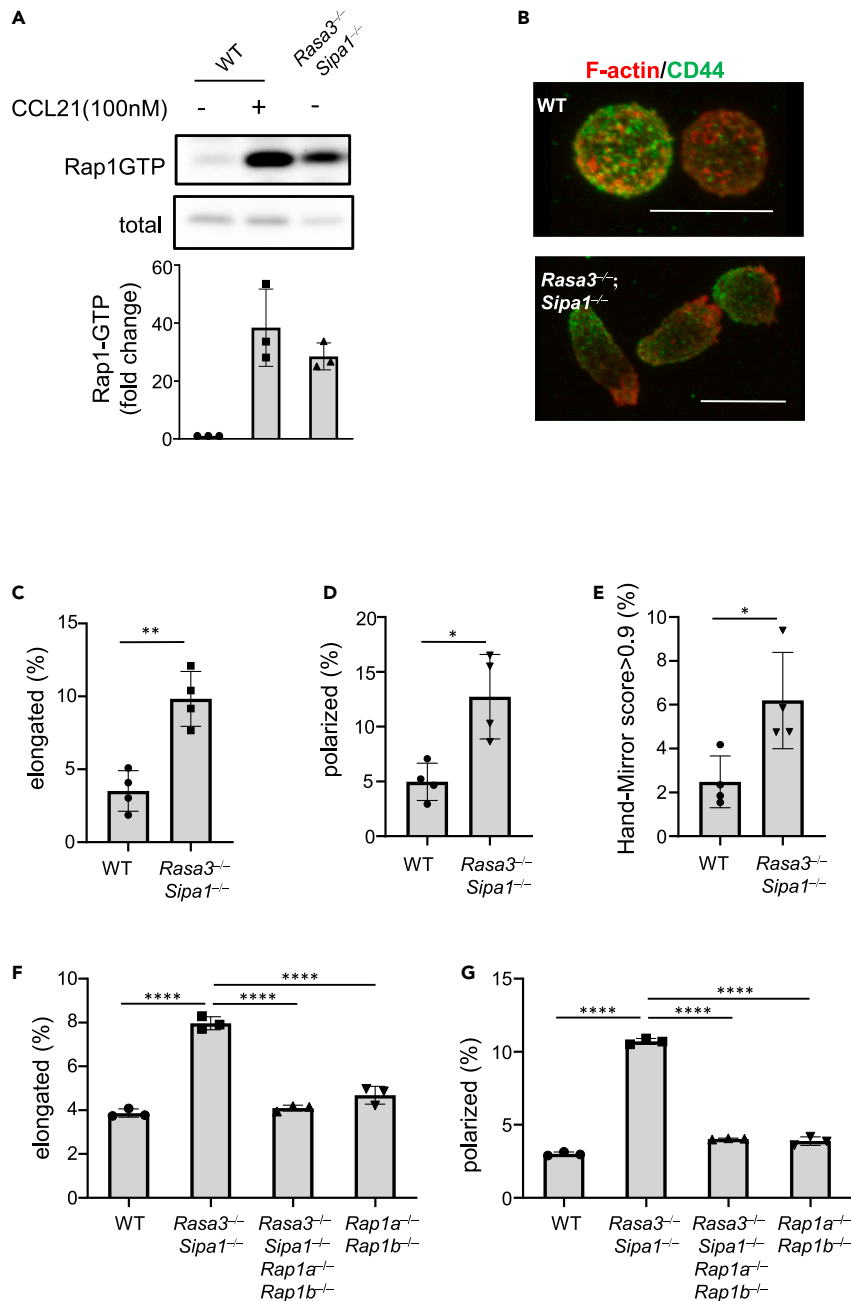 A
WT
Rasa3–/–
Sipa1–/–
CCL21(100nM)
-
+
-
Rap1GTP
total
Rap1-GTP
(fold change)
60
40
20
0
B
F-actin/CD44
WT
Rasa3–/–;
Sipa1–/–
C
elongated (%)
15
10
5
0
**
WT
Rasa3–/–
Sipa1–/–
D
polarized (%)
20
15
10
5
0
*
WT
Rasa3–/–
Sipa1–/–
E
Hand-Mirror score>0.9 (%)
10
8
6
4
2
0
*
WT
Rasa3–/–
Sipa1–/–
F
elongated (%)
10
8
6
4
2
0
****
****
****
WT
Rasa3–/–
Sipa1–/–
Rasa3–/–
Sipa1–/–
Rap1a–/–
Rap1b–/–
Rap1a–/–
Rap1b–/–
G
polarized (%)
15
10
5
0
****
****
****
WT
Rasa3–/–
Sipa1–/–
Rasa3–/–
Sipa1–/–
Rap1a–/–
Rap1b–/–
Rap1a–/–
Rap1b–/–